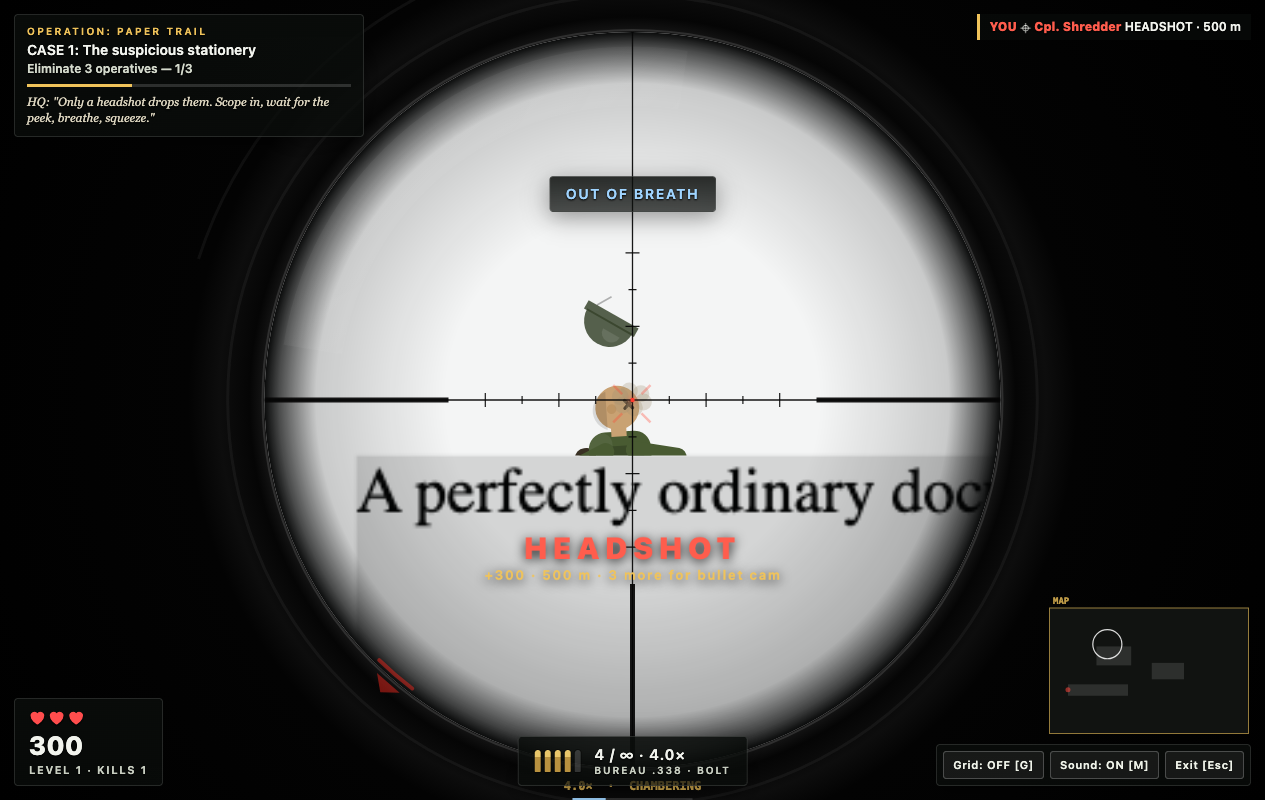 OPERATION: PAPER TRAIL
CASE 1: The suspicious stationery
Eliminate 3 operatives — 1/3
HQ: "Only a headshot drops them. Scope in, wait for the
peek, breathe, squeeze."
YOU Cpl. Shredder HEADSHOT · 500 m
OUT OF BREATH
A perfectly ordinary doc
HEADSHOT
+300 · 500 m · 3 more for bullet cam
MAP
300
LEVEL 1 · KILLS 1
4 / ∞ · 4.0×
BUREAU .338 · BOLT
4.0× · CHAMBERING
Grid: OFF [G]
Sound: ON [M]
Exit [Esc]